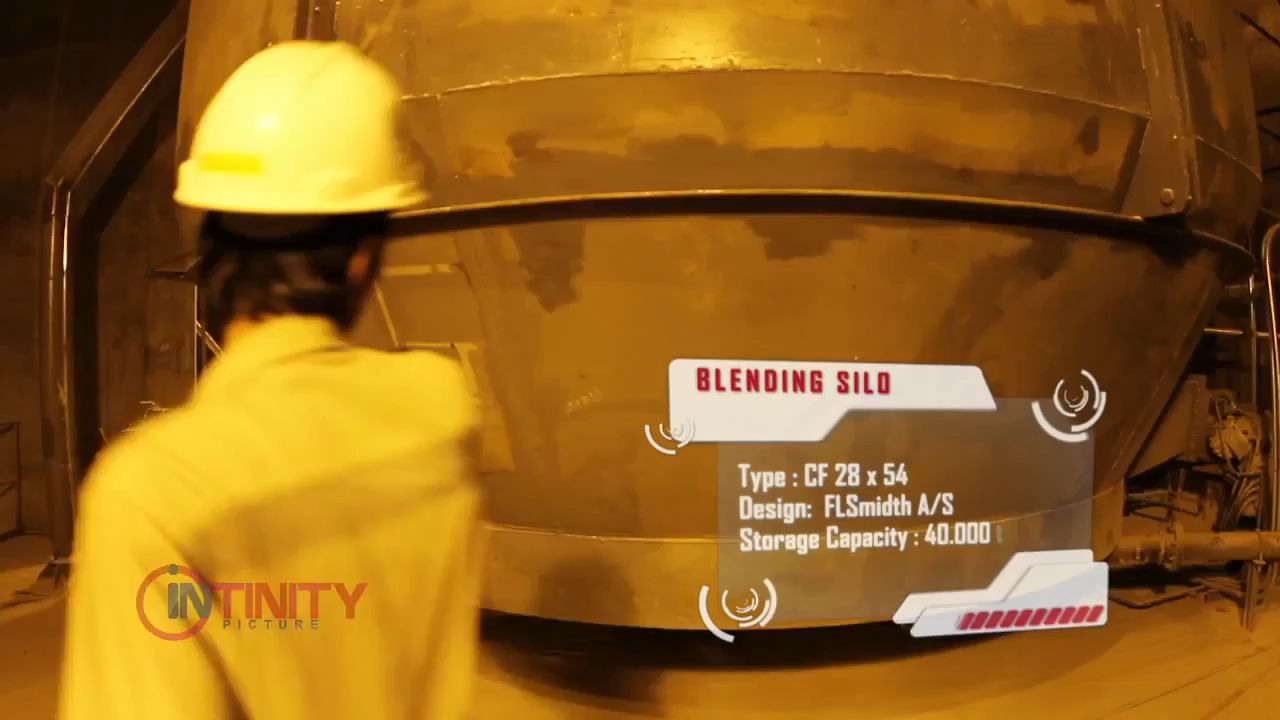 BLENDING SILO
Type : CF 28 x 54
Design: FLSmidth A/S
Storage Capacity : 40.000 t
INTINITY
PICTURE